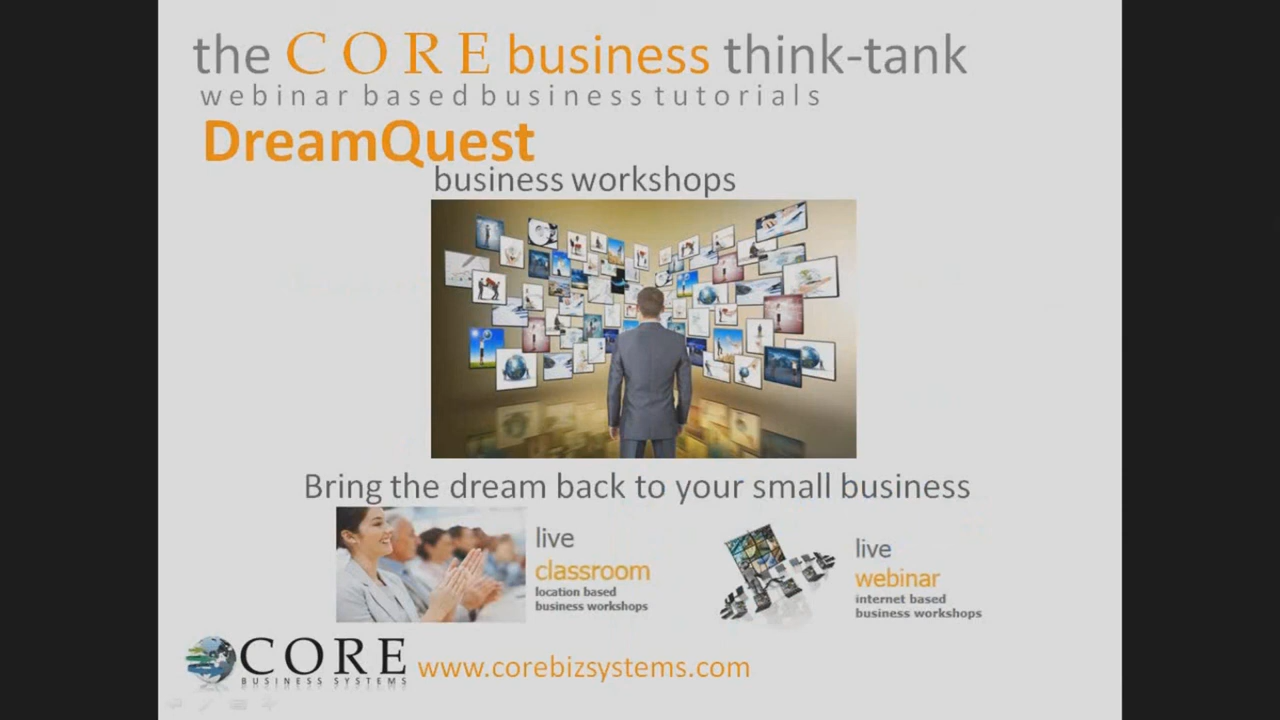 the CORE business think-tank
webinar based business tutorials
DreamQuest
business workshops
Bring the dream back to your small business
live
classroom
location based
business workshops
live
webinar
internet based
business workshops
CORE
BUSINESS SYSTEMS
www.corebizsystems.com